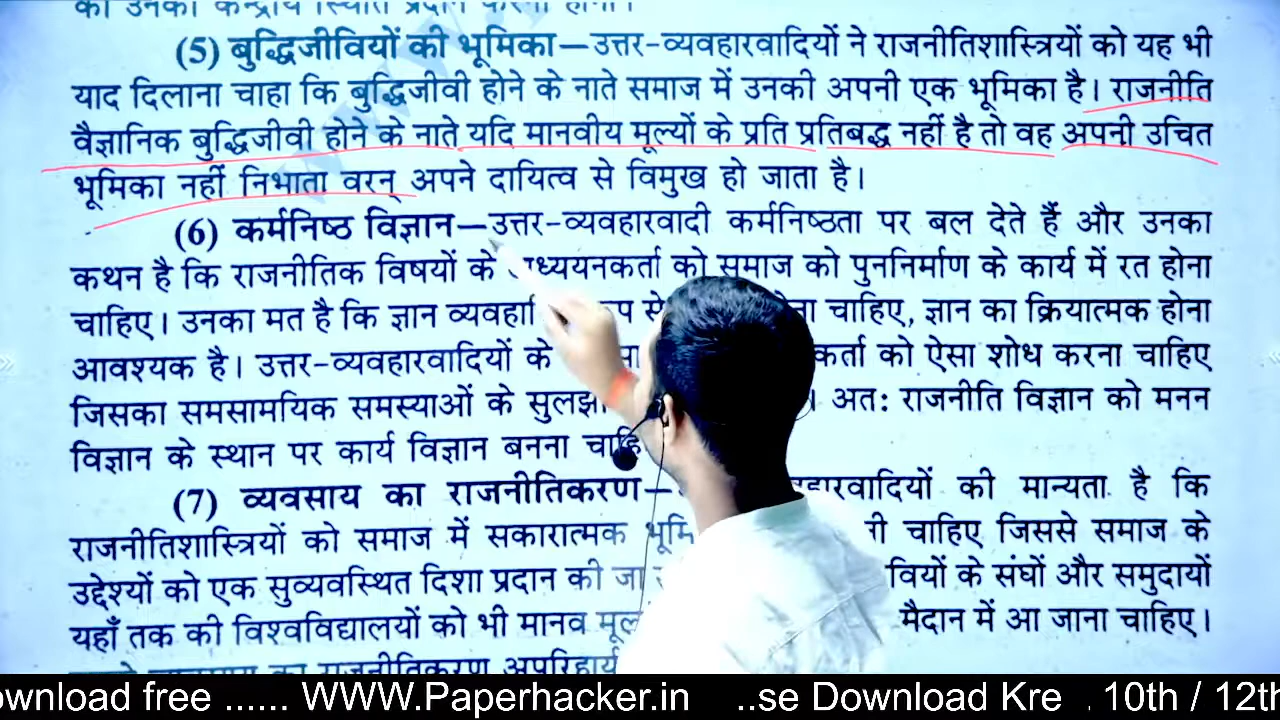 (5) बुद्धिजीवियों की भूमिका—उत्तर-व्यवहारवादियों ने राजनीतिशास्त्रियों को यह भी
याद दिलाना चाहा कि बुद्धिजीवी होने के नाते समाज में उनकी अपनी एक भूमिका है। राजनीति
वैज्ञानिक बुद्धिजीवी होने के नाते यदि मानवीय मूल्यों के प्रति प्रतिबद्ध नहीं है तो वह अपनी उचित
भूमिका नहीं निभाता वरन् अपने दायित्व से विमुख हो जाता है।
(6) कर्मनिष्ठ विज्ञान—उत्तर-व्यवहारवादी कर्मनिष्ठता पर बल देते हैं और उनका
कथन है कि राजनीतिक विषयों के को समाज को पुनर्निर्माण के कार्य में रत होना
चाहिए। उनका मत है कि ज्ञान से चाहिए, ज्ञान का क्रियात्मक होना
आवश्यक है। उत्तर-व्यवहारवादियों के को ऐसा शोध करना चाहिए
जिसका समसामयिक समस्याओं के अत: राजनीति विज्ञान को मनन
विज्ञान के स्थान पर कार्य विज्ञान बनना
(7) व्यवसाय का राजनीतिकरण— की मान्यता है कि
राजनीतिशास्त्रियों को समाज में सकारात्मक चाहिए जिससे समाज के
उद्देश्यों को एक सुव्यवस्थित दिशा प्रदान की जा के संघों और समुदायों
यहाँ तक की विश्वविद्यालयों को भी मानव मैदान में आ जाना चाहिए।
ownload free ...... WWW.Paperhacker.in ..se Download Kre . 10th / 12th